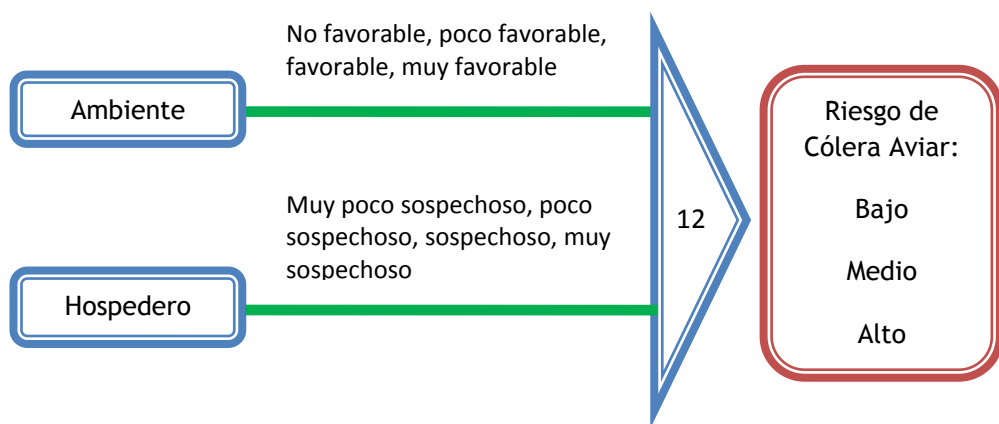 No favorable, poco favorable,
favorable, muy favorable
Ambiente
Muy poco sospechoso, poco
sospechoso, sospechoso, muy
sospechoso
Hospedero
12
Riesgo de
Cólera Aviar:
Bajo
Medio
Alto